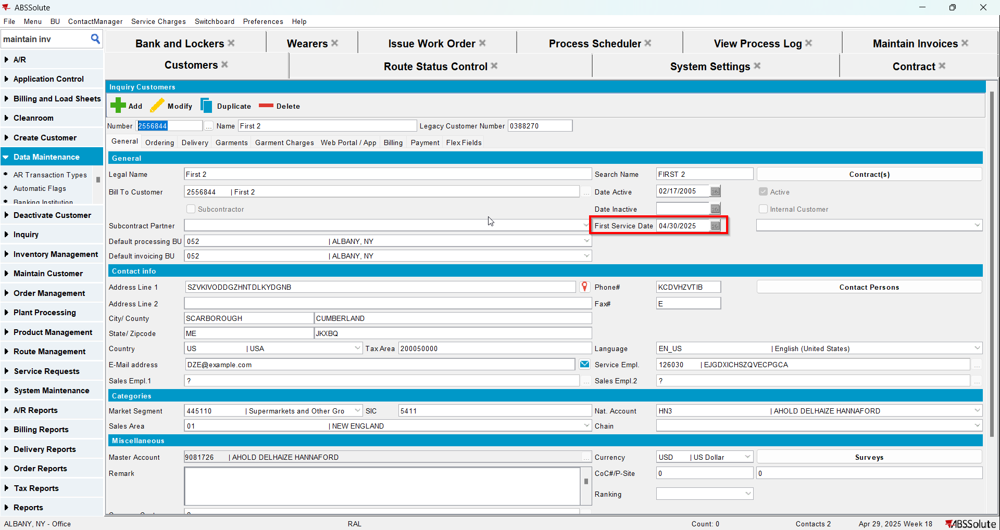 ABSSolute
File Menu BU ContactManager Service Charges Switchboard Preferences Help
maintain inv
Bank and Lockers Wearers Issue Work Order Process Scheduler View Process Log Maintain Invoices
Customers Route Status Control System Settings Contract
A/R
Application Control
Billing and Load Sheets
Cleanroom
Create Customer
Data Maintenance
AR Transaction Types
Automatic Flags
Banking Institution
Deactivate Customer
Inquiry
Inventory Management
Maintain Customer
Order Management
Plant Processing
Product Management
Route Management
Service Requests
System Maintenance
A/R Reports
Billing Reports
Delivery Reports
Order Reports
Tax Reports
Reports
Inquiry Customers
Add Modify Duplicate Delete
Number 2556844 ... Name First 2 Legacy Customer Number 0388270
General Ordering Delivery Garments Garment Charges Web Portal / App Billing Payment Flex Fields
General
Legal Name First 2 Search Name FIRST 2 Contract(s)
Bill To Customer 2556844 | First 2 ... Date Active 02/17/2005 16 Active
Subcontractor Date Inactive 16 Internal Customer
Subcontract Partner First Service Date 04/30/2025 16
Default processing BU 052 | ALBANY, NY
Default invoicing BU 052 | ALBANY, NY
Contact info
Address Line 1 SZVKIVODDGZHNTDLKYDGNB Phone# KCDVHZVTIB Contact Persons
Address Line 2 Fax# E
City/ County SCARBOROUGH CUMBERLAND
State/ Zipcode ME JKXBQ
Country US | USA Tax Area 200050000 Language EN_US | English (United States)
E-Mail address DZE@example.com Service Empl. 126030 | EJGDXICHSZQVECPGCA ...
Sales Empl.1 ? ... Sales Empl.2 ? ...
Categories
Market Segment 445110 | Supermarkets and Other Gro SIC 5411 Nat. Account HN3 | AHOLD DELHAIZE HANNAFORD
Sales Area 01 | NEW ENGLAND Chain
Miscellaneous
Master Account 9081726 | AHOLD DELHAIZE HANNAFORD ... Currency USD | US Dollar Surveys
Remark CoC#/P-Site 0 0
Ranking
ALBANY, NY - Office RAL Count: 0 Contacts 2 Apr 29, 2025 Week 18 ABSSolute